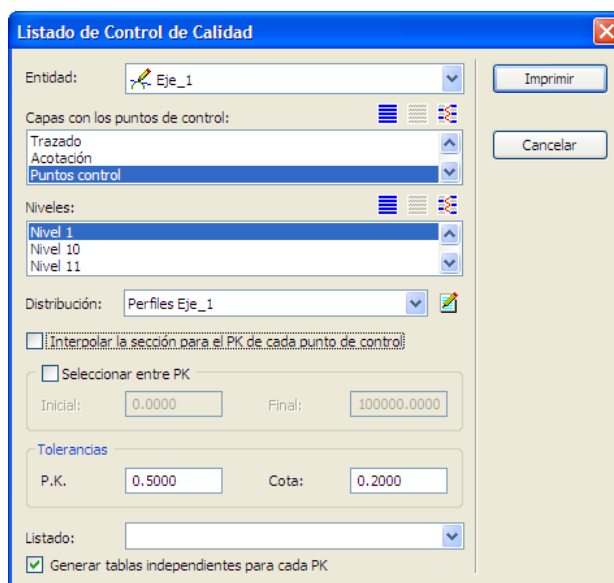 Listado de Control de Calidad
Entidad: Eje_1 Imprimir
Capas con los puntos de control:
Cancelar
Trazado
Acotación
Puntos control
Niveles:
Nivel 1
Nivel 10
Nivel 11
Distribución: Perfiles Eje_1
Interpolar la sección para el PK de cada punto de control
Seleccionar entre PK
Inicial: 0.0000 Final: 100000.0000
Tolerancias
P.K. 0.5000 Cota: 0.2000
Listado:
Generar tablas independientes para cada PK